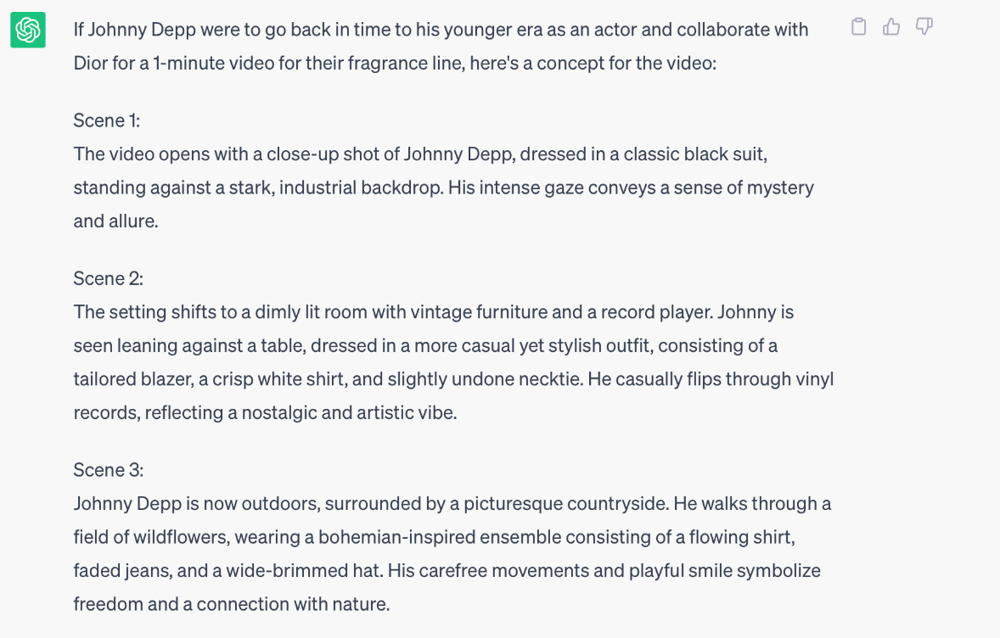 If Johnny Depp were to go back in time to his younger era as an actor and collaborate with
Dior for a 1-minute video for their fragrance line, here's a concept for the video:
Scene 1:
The video opens with a close-up shot of Johnny Depp, dressed in a classic black suit,
standing against a stark, industrial backdrop. His intense gaze conveys a sense of mystery
and allure.
Scene 2:
The setting shifts to a dimly lit room with vintage furniture and a record player. Johnny is
seen leaning against a table, dressed in a more casual yet stylish outfit, consisting of a
tailored blazer, a crisp white shirt, and slightly undone necktie. He casually flips through vinyl
records, reflecting a nostalgic and artistic vibe.
Scene 3:
Johnny Depp is now outdoors, surrounded by a picturesque countryside. He walks through a
field of wildflowers, wearing a bohemian-inspired ensemble consisting of a flowing shirt,
faded jeans, and a wide-brimmed hat. His carefree movements and playful smile symbolize
freedom and a connection with nature.